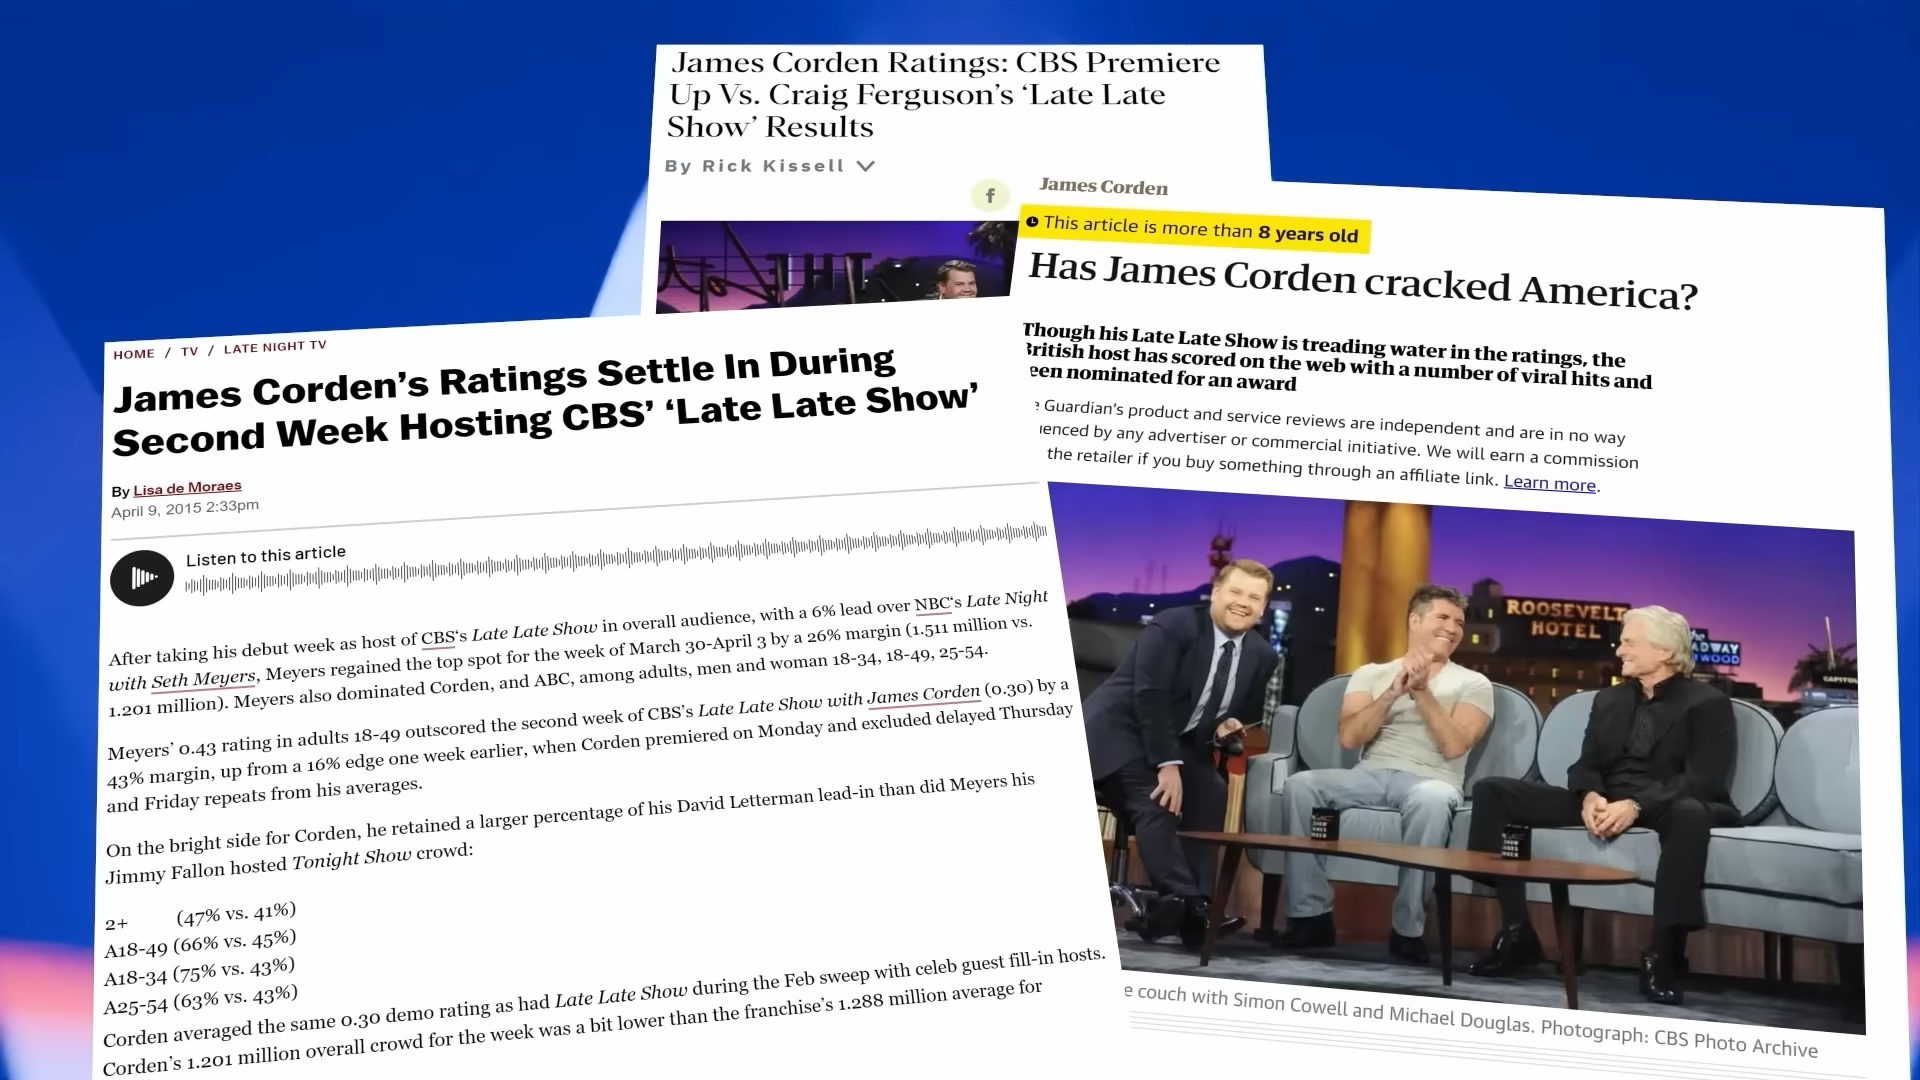 James Corden Ratings: CBS Premiere
Up Vs. Craig Ferguson's 'Late Late
Show' Results
By Rick Kissell
f
THE
James Corden
This article is more than 8 years old
Has James Corden cracked America?
Though his Late Late Show is treading water in the ratings, the
British host has scored on the web with a number of viral hits and
een nominated for an award
e Guardian's product and service reviews are independent and are in no way
uenced by any advertiser or commercial initiative. We will earn a commission
the retailer if you buy something through an affiliate link. Learn more.
ROOSEVELT
HOTEL
the
ADWAY
YWOOD
CAPITOL
e couch with Simon Cowell and Michael Douglas. Photograph: CBS Photo Archive
HOME / TV / LATE NIGHT TV
James Corden's Ratings Settle In During
Second Week Hosting CBS' 'Late Late Show'
By Lisa de Moraes
April 9, 2015 2:33pm
Listen to this article
After taking his debut week as host of CBS's Late Late Show in overall audience, with a 6% lead over NBC's Late Night
with Seth Meyers, Meyers regained the top spot for the week of March 30-April 3 by a 26% margin (1.511 million vs.
1.201 million). Meyers also dominated Corden, and ABC, among adults, men and woman 18-34, 18-49, 25-54.
Meyers' 0.43 rating in adults 18-49 outscored the second week of CBS's Late Late Show with James Corden (0.30) by a
43% margin, up from a 16% edge one week earlier, when Corden premiered on Monday and excluded delayed Thursday
and Friday repeats from his averages.
On the bright side for Corden, he retained a larger percentage of his David Letterman lead-in than did Meyers his
Jimmy Fallon hosted Tonight Show crowd:
2+ (47% vs. 41%)
A18-49 (66% vs. 45%)
A18-34 (75% vs. 43%)
A25-54 (63% vs. 43%)
Corden averaged the same 0.30 demo rating as had Late Late Show during the Feb sweep with celeb guest fill-in hosts.
Corden's 1.201 million overall crowd for the week was a bit lower than the franchise's 1.288 million average for